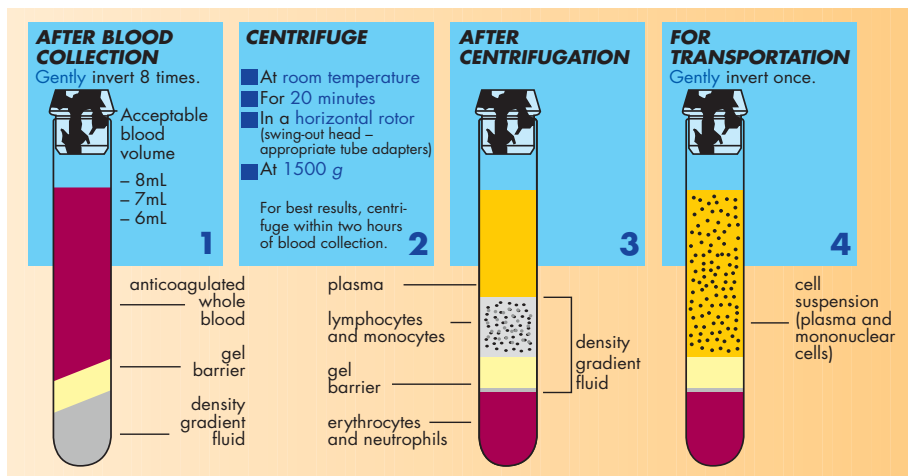 AFTER BLOOD
COLLECTION
Gently invert 8 times.
Acceptable
blood
volume
– 8mL
– 7mL
– 6mL
1
anticoagulated
whole
blood
gel
barrier
density
gradient
fluid
CENTRIFUGE
At room temperature
For 20 minutes
In a horizontal rotor
(swing-out head –
appropriate tube adapters)
At 1500 g
For best results, centri-
fuge within two hours
of blood collection.
2
AFTER
CENTRIFUGATION
3
plasma
lymphocytes
and monocytes
gel
barrier
erythrocytes
and neutrophils
density
gradient
fluid
FOR
TRANSPORTATION
Gently invert once.
4
cell
suspension
(plasma and
mononuclear
cells)